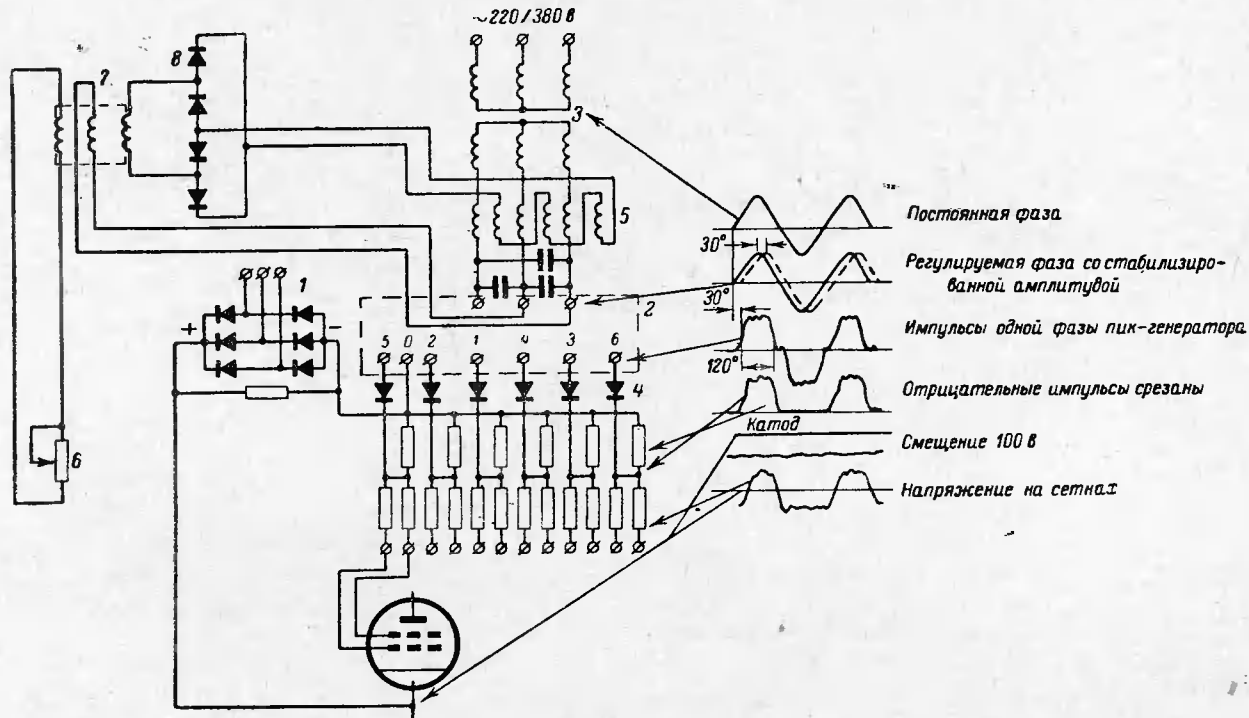 ~220/380 в
8
7
3
5
Постоянная фаза
30°
Регулируемая фаза со стабилизиро-
ванной амплитудой
30°
1
2
+
-
Импульсы одной фазы пик-генератора
5 0 2 1 4 3 6
120°
4
Отрицательные импульсы срезаны
Катод
Смещение 100 в
6
Напряжение на сетках